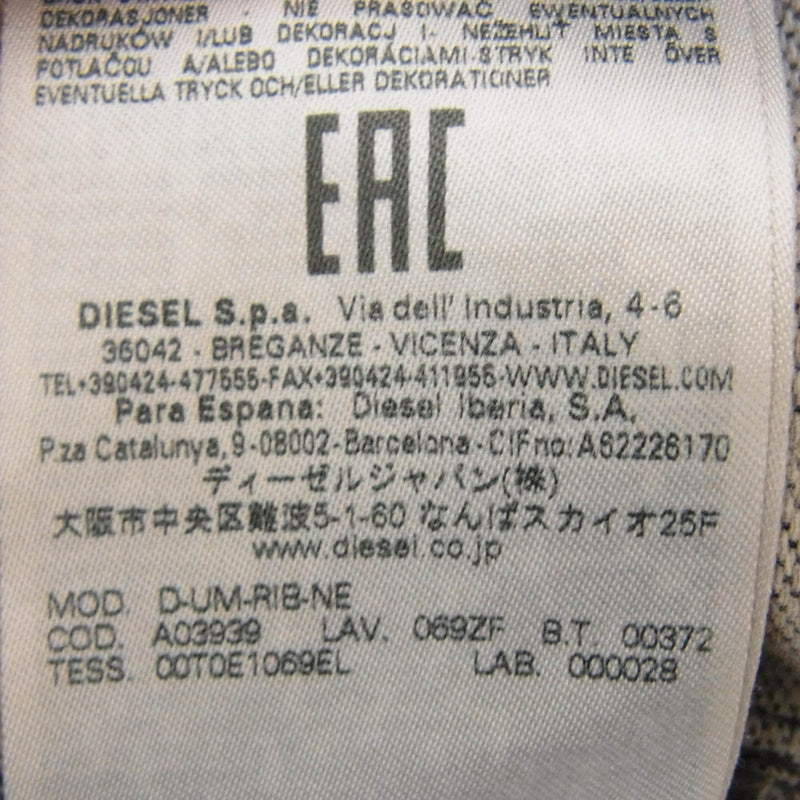 DEKORASJONER - NIE PRASOWAĆ EWENTUALNYCH
NADRUKÓW I/LUB DEKORACJ I- NEŽEHLIT MIESTA S
POTLAČOU A/ALEBO DEKORÁCIAMI-STRYK INTE ÖVER
EVENTUELLA TRYCK OCH/ELLER DEKORATIONER
EAC
DIESEL S.p.a. Via dell' Industria, 4-6
36042 - BREGANZE - VICENZA - ITALY
TEL+390424-477555-FAX+390424-411955-WWW.DIESEL.COM
Para Espana: Diesel Iberia, S.A.
P.za Catalunya,9-08002-Barcelona-CIFno:A62226170
ディーゼルジャパン(株)
大阪市中央区難波5-1-60 なんばスカイオ25F
www.diesel.co.jp
MOD. D-UM-RIB-NE
COD. A03939 LAV. 069ZF B.T. 00372
TESS. 00T0E1069EL LAB. 000028